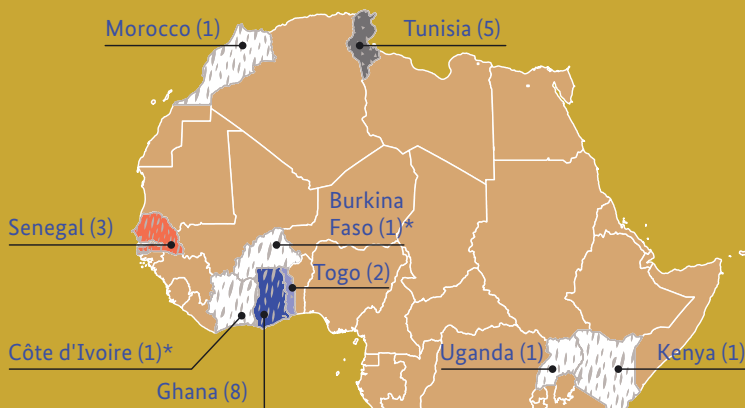 Morocco (1)
Tunisia (5)
Burkina
Faso (1)*
Senegal (3)
Togo (2)
Côte d'Ivoire (1)*
Uganda (1)
Kenya (1)
Ghana (8)